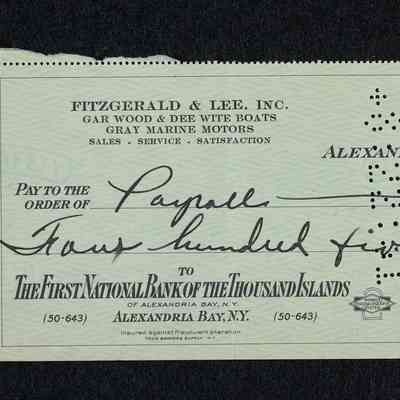 FITZGERALD & LEE, INC.
GAR WOOD & DEE WITE BOATS
GRAY MARINE MOTORS
SALES - SERVICE - SATISFACTION
ALEXAN
PAY TO THE
ORDER OF Payroll
Four hundred
TO
THE FIRST NATIONAL BANK OF THE THOUSAND ISLANDS
OF ALEXANDRIA BAY, N.Y.
(50-643) ALEXANDRIA BAY, N.Y. (50-643)
Insured against fraudulent alteration